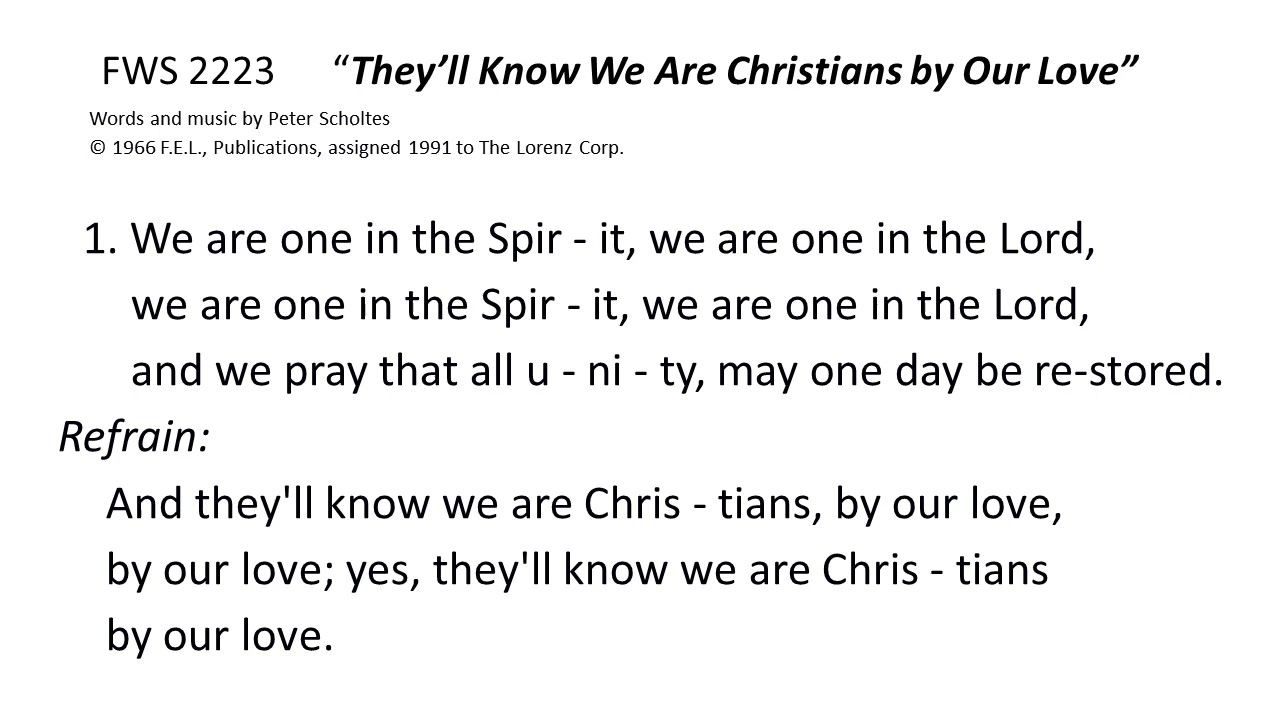 FWS 2223 “They’ll Know We Are Christians by Our Love”
Words and music by Peter Scholtes
© 1966 F.E.L., Publications, assigned 1991 to The Lorenz Corp.
1. We are one in the Spir - it, we are one in the Lord,
we are one in the Spir - it, we are one in the Lord,
and we pray that all u - ni - ty, may one day be re-stored.
Refrain:
And they'll know we are Chris - tians, by our love,
by our love; yes, they'll know we are Chris - tians
by our love.